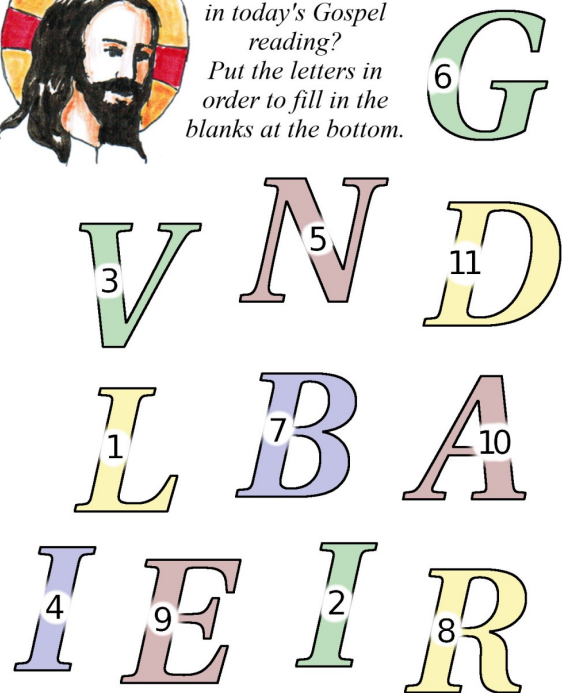 in today's Gospel
reading?
Put the letters in
order to fill in the
blanks at the bottom.
G 6
V 3
N 5
D 11
L 1
B 7
A 10
I 4
E 9
I 2
R 8